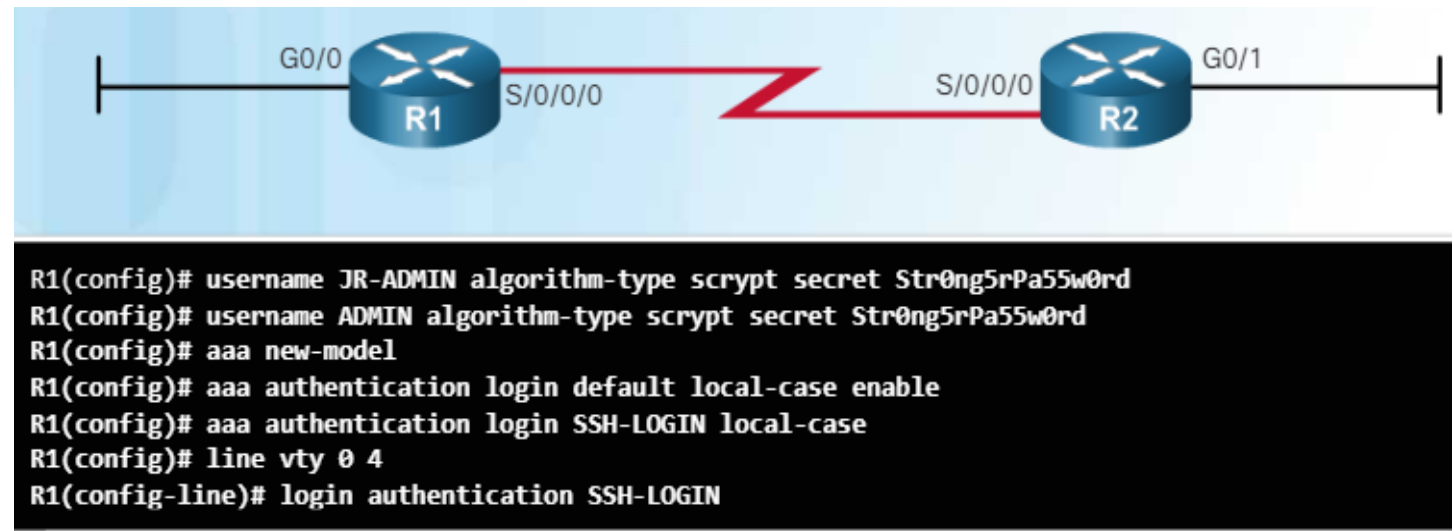 G0/0
R1
S/0/0/0
S/0/0/0
R2
G0/1
R1(config)# username JR-ADMIN algorithm-type scrypt secret Str0ng5rPa55w0rd
R1(config)# username ADMIN algorithm-type scrypt secret Str0ng5rPa55w0rd
R1(config)# aaa new-model
R1(config)# aaa authentication login default local-case enable
R1(config)# aaa authentication login SSH-LOGIN local-case
R1(config)# line vty 0 4
R1(config-line)# login authentication SSH-LOGIN